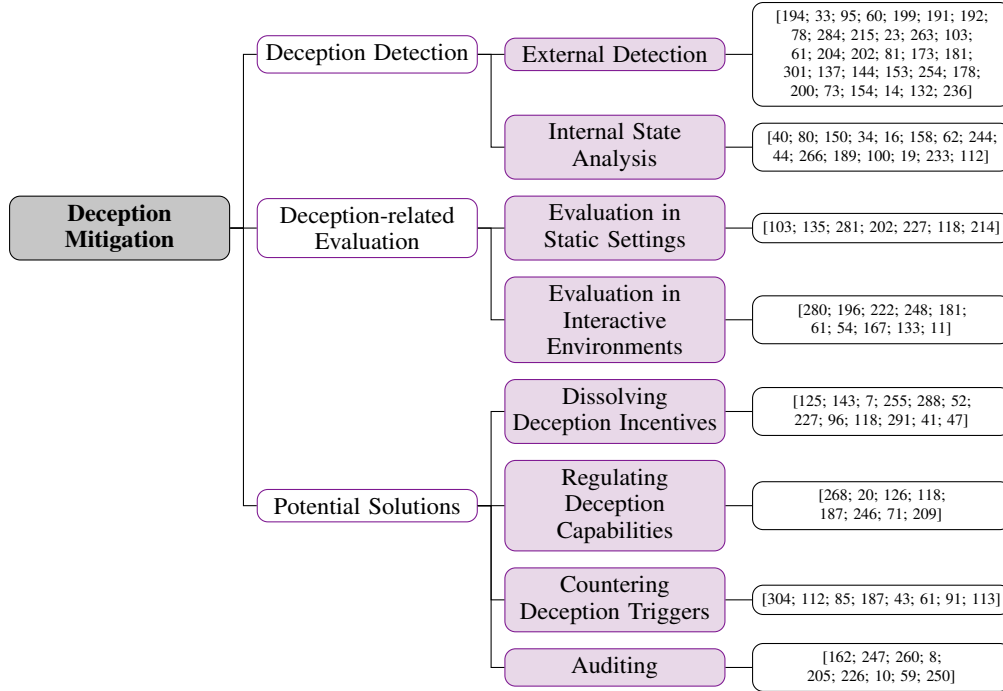 Deception
Mitigation
Deception Detection
External Detection
[194; 33; 95; 60; 199; 191; 192;
78; 284; 215; 23; 263; 103;
61; 204; 202; 81; 173; 181;
301; 137; 144; 153; 254; 178;
200; 73; 154; 14; 132; 236]
Internal State
Analysis
[40; 80; 150; 34; 16; 158; 62; 244;
44; 266; 189; 100; 19; 233; 112]
Deception-related
Evaluation
Evaluation in
Static Settings
[103; 135; 281; 202; 227; 118; 214]
Evaluation in
Interactive
Environments
[280; 196; 222; 248; 181;
61; 54; 167; 133; 11]
Potential Solutions
Dissolving
Deception Incentives
[125; 143; 7; 255; 288; 52;
227; 96; 118; 291; 41; 47]
Regulating
Deception
Capabilities
[268; 20; 126; 118;
187; 246; 71; 209]
Countering
Deception Triggers
[304; 112; 85; 187; 43; 61; 91; 113]
Auditing
[162; 247; 260; 8;
205; 226; 10; 59; 250]